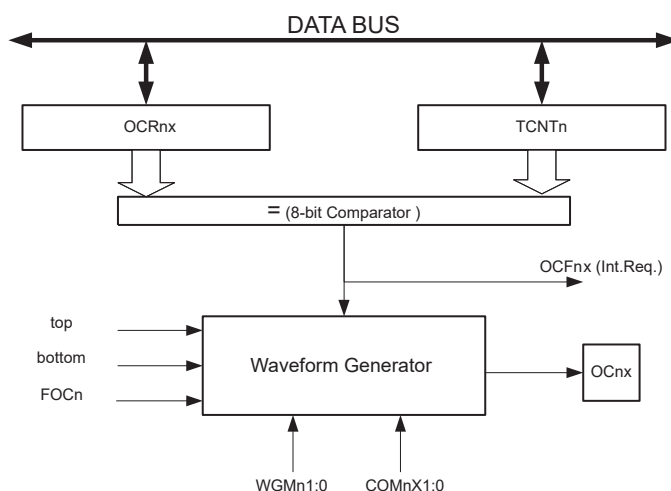 DATA BUS
OCRnx
TCNTn
= (8-bit Comparator )
OCFnx (Int.Req.)
top
bottom
FOCn
Waveform Generator
OCnx
WGMn1:0
COMnX1:0